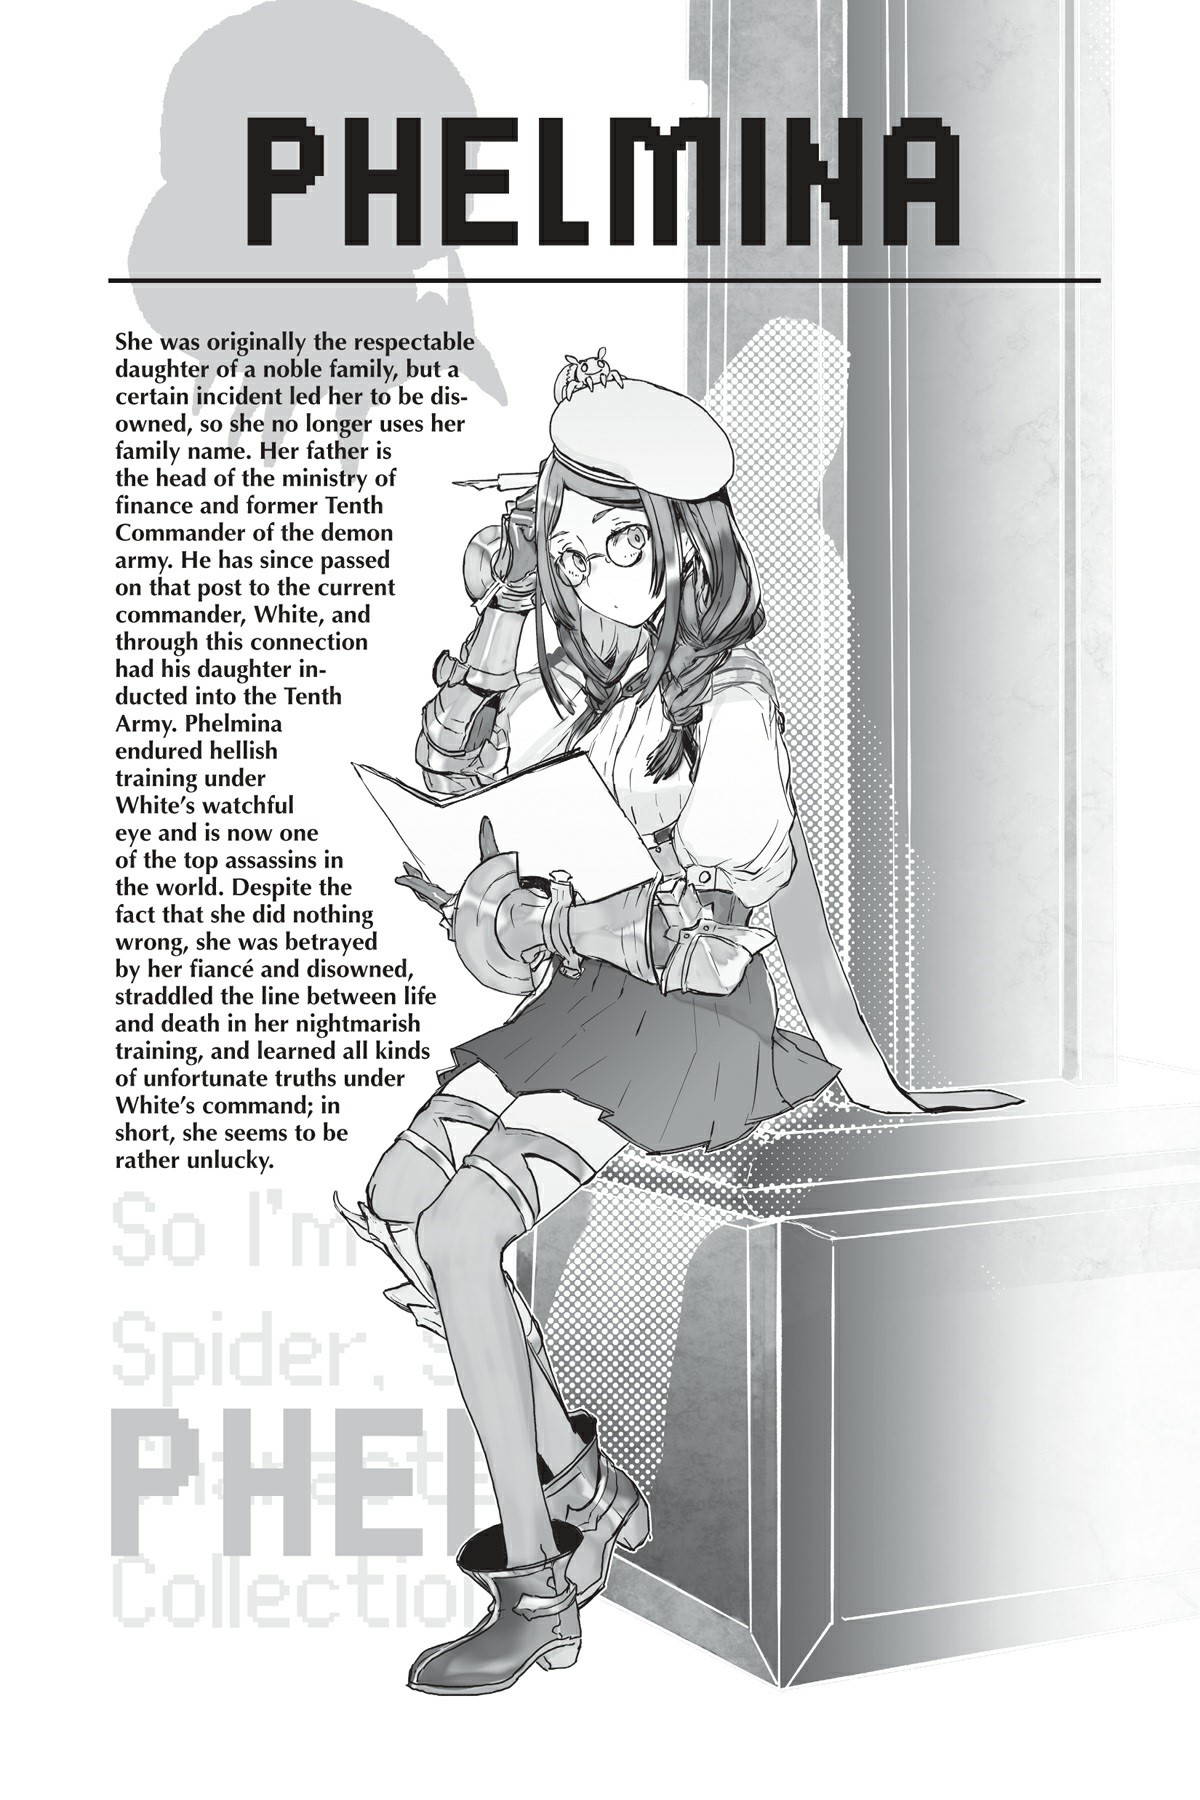 PHELMINA
She was originally the respectable
daughter of a noble family, but a
certain incident led her to be dis-
owned, so she no longer uses her
family name. Her father is
the head of the ministry of
finance and former Tenth
Commander of the demon
army. He has since passed
on that post to the current
commander, White, and
through this connection
had his daughter in-
ducted into the Tenth
Army. Phelmina
endured hellish
training under
White's watchful
eye and is now one
of the top assassins in
the world. Despite the
fact that she did nothing
wrong, she was betrayed
by her fiancé and disowned,
straddled the line between life
and death in her nightmarish
training, and learned all kinds
of unfortunate truths under
White's command; in
short, she seems to be
rather unlucky.
So I'm
Spider, S
PHEL
Collection